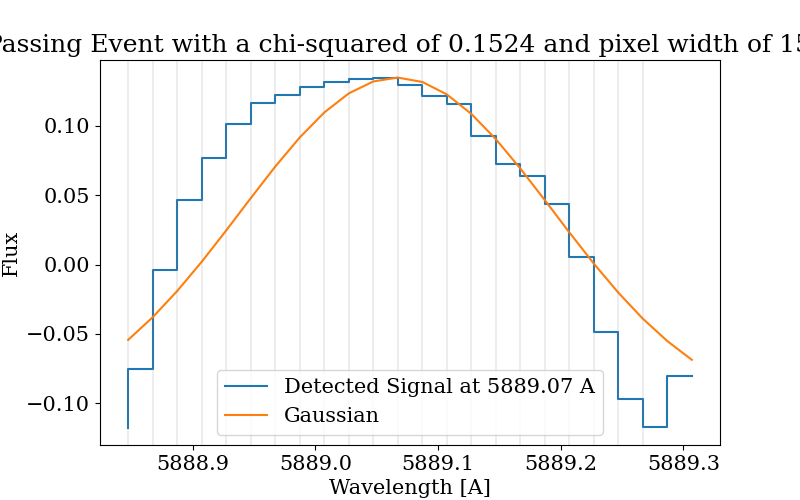 Passing Event with a chi-squared of 0.1524 and pixel width of 15
Flux
0.10
0.05
0.00
−0.05
−0.10
Detected Signal at 5889.07 A
Gaussian
5888.9 5889.0 5889.1 5889.2 5889.3
Wavelength [A]